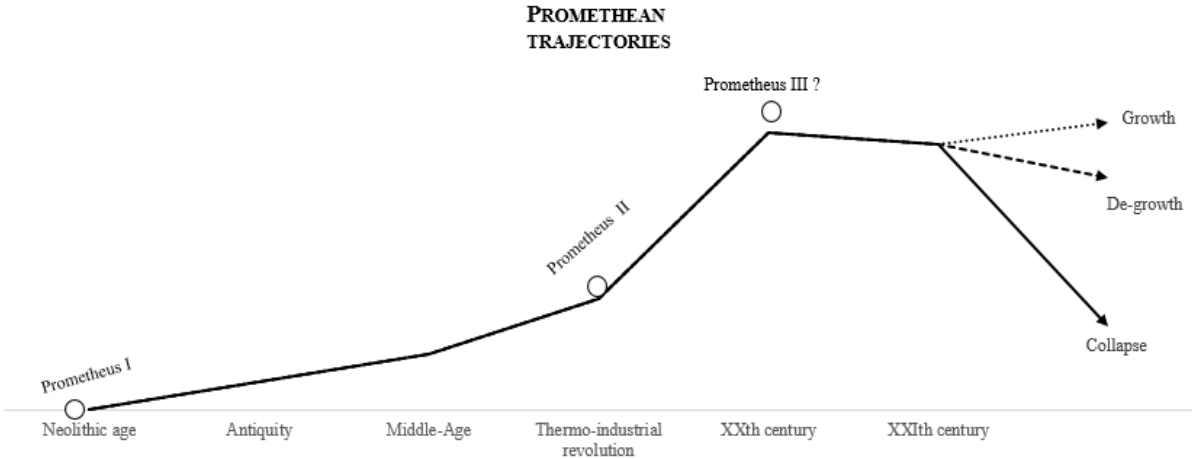 PROMETHEAN
TRAJECTORIES
Prometheus III ?
Growth
De-growth
Prometheus II
Collapse
Prometheus I
Neolithic age
Antiquity
Middle-Age
Thermo-industrial
revolution
XXth century
XXIth century